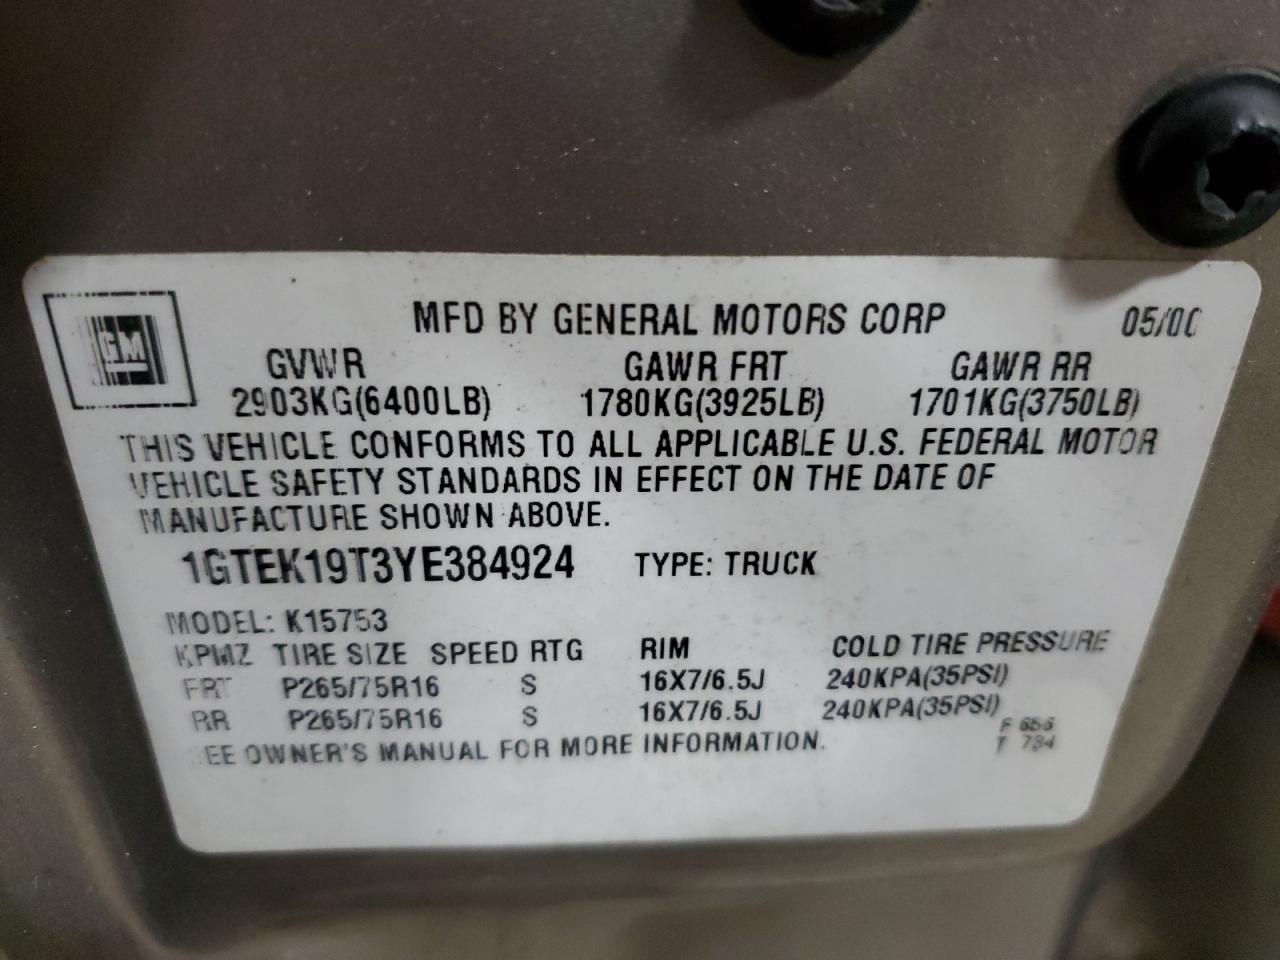 GM
MFD BY GENERAL MOTORS CORP 05/00
GVWR GAWR FRT GAWR RR
2903KG(6400LB) 1780KG(3925LB) 1701KG(3750LB)
THIS VEHICLE CONFORMS TO ALL APPLICABLE U.S. FEDERAL MOTOR
VEHICLE SAFETY STANDARDS IN EFFECT ON THE DATE OF
MANUFACTURE SHOWN ABOVE.
1GTEK19T3YE384924 TYPE: TRUCK
MODEL: K15753
KPMZ TIRE SIZE SPEED RTG RIM COLD TIRE PRESSURE
FRT P265/75R16 S 16X7/6.5J 240KPA(35PSI)
RR P265/75R16 S 16X7/6.5J 240KPA(35PSI)
SEE OWNER'S MANUAL FOR MORE INFORMATION.
F 656
T 734